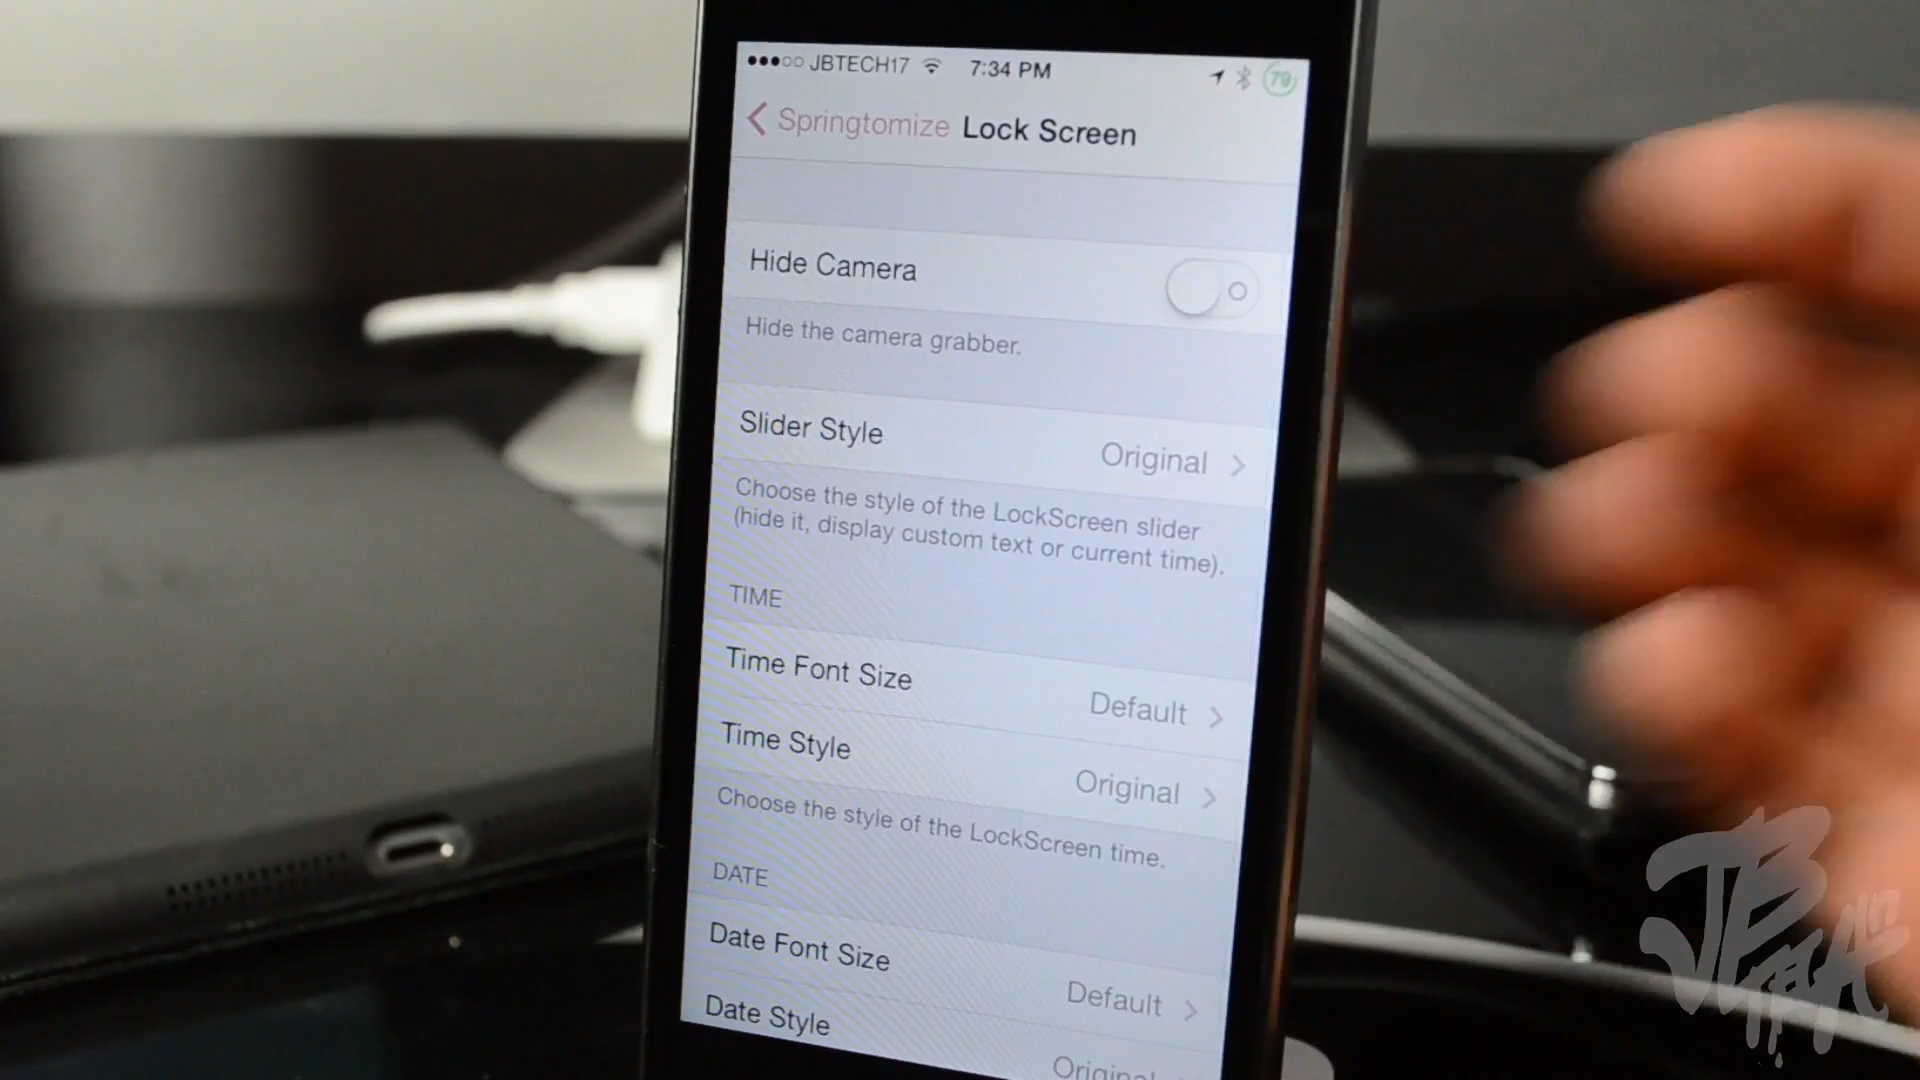 JBTECH17 7:34 PM 79
Springtomize Lock Screen
Hide Camera
Hide the camera grabber.
Slider Style Original
Choose the style of the LockScreen slider
(hide it, display custom text or current time).
TIME
Time Font Size Default
Time Style Original
Choose the style of the LockScreen time.
DATE
Date Font Size Default
Date Style Original